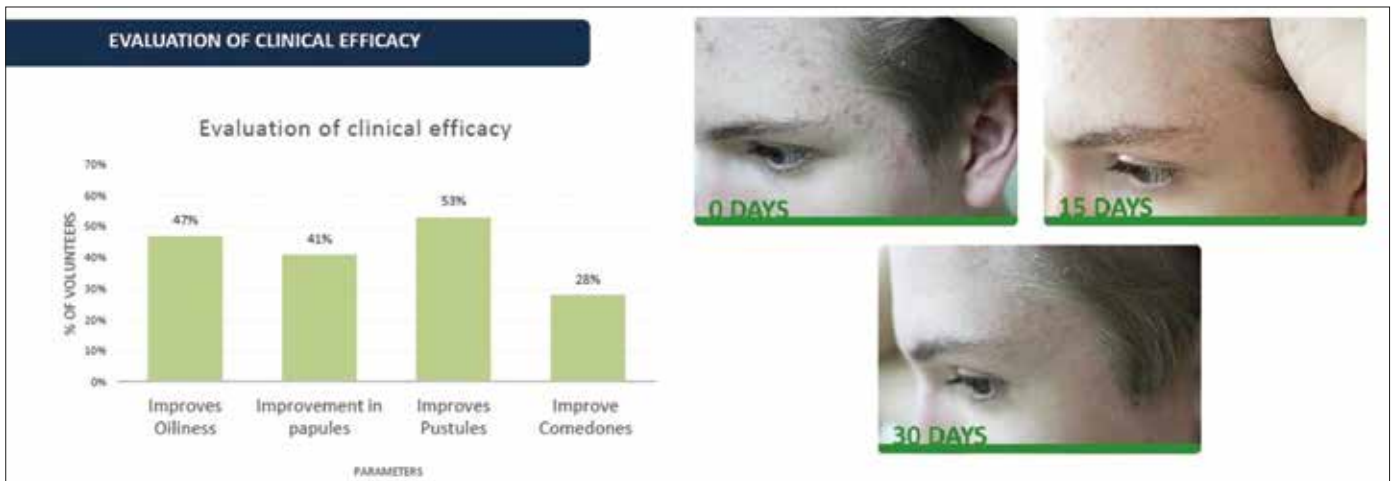 EVALUATION OF CLINICAL EFFICACY
Evaluation of clinical efficacy
70%
60%
50%
40%
30%
20%
10%
0%
% OF VOLUNTEERS
47%
41%
53%
28%
Improves
Oiliness
Improvement in
papules
Improves
Pustules
Improve
Comedones
PARAMETERS
0 DAYS
15 DAYS
30 DAYS